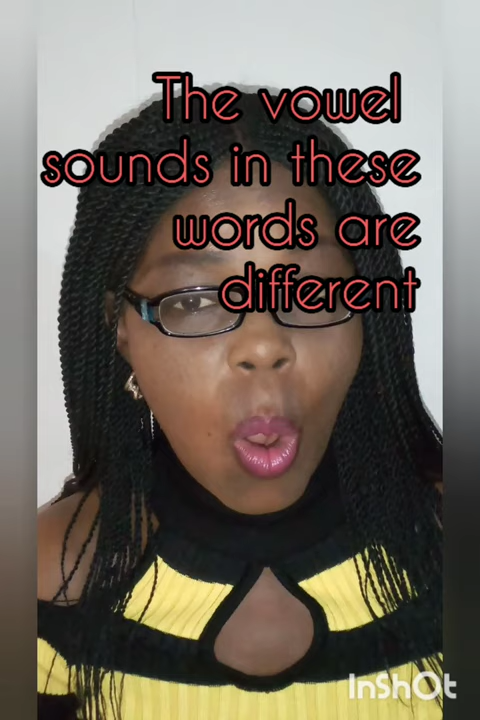 The vowel
sounds in these
words are
different
InShOt